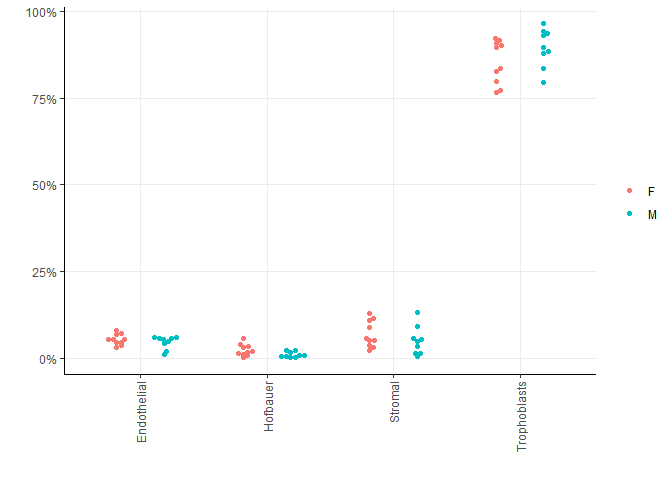 100%
75%
50%
25%
0%
Endothelial
Hofbauer
Stromal
Trophoblasts
F
M